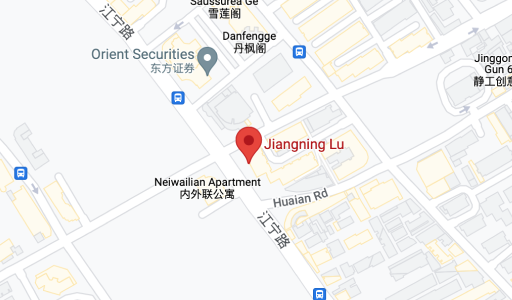 Saussurea Ge
雪莲阁
江宁路
Danfengge
丹枫阁
Orient Securities
东方证券
Jinggon
Gun 6
静工创意
Jiangning Lu
Neiwailian Apartment
内外联公寓
Huaian Rd
江宁路